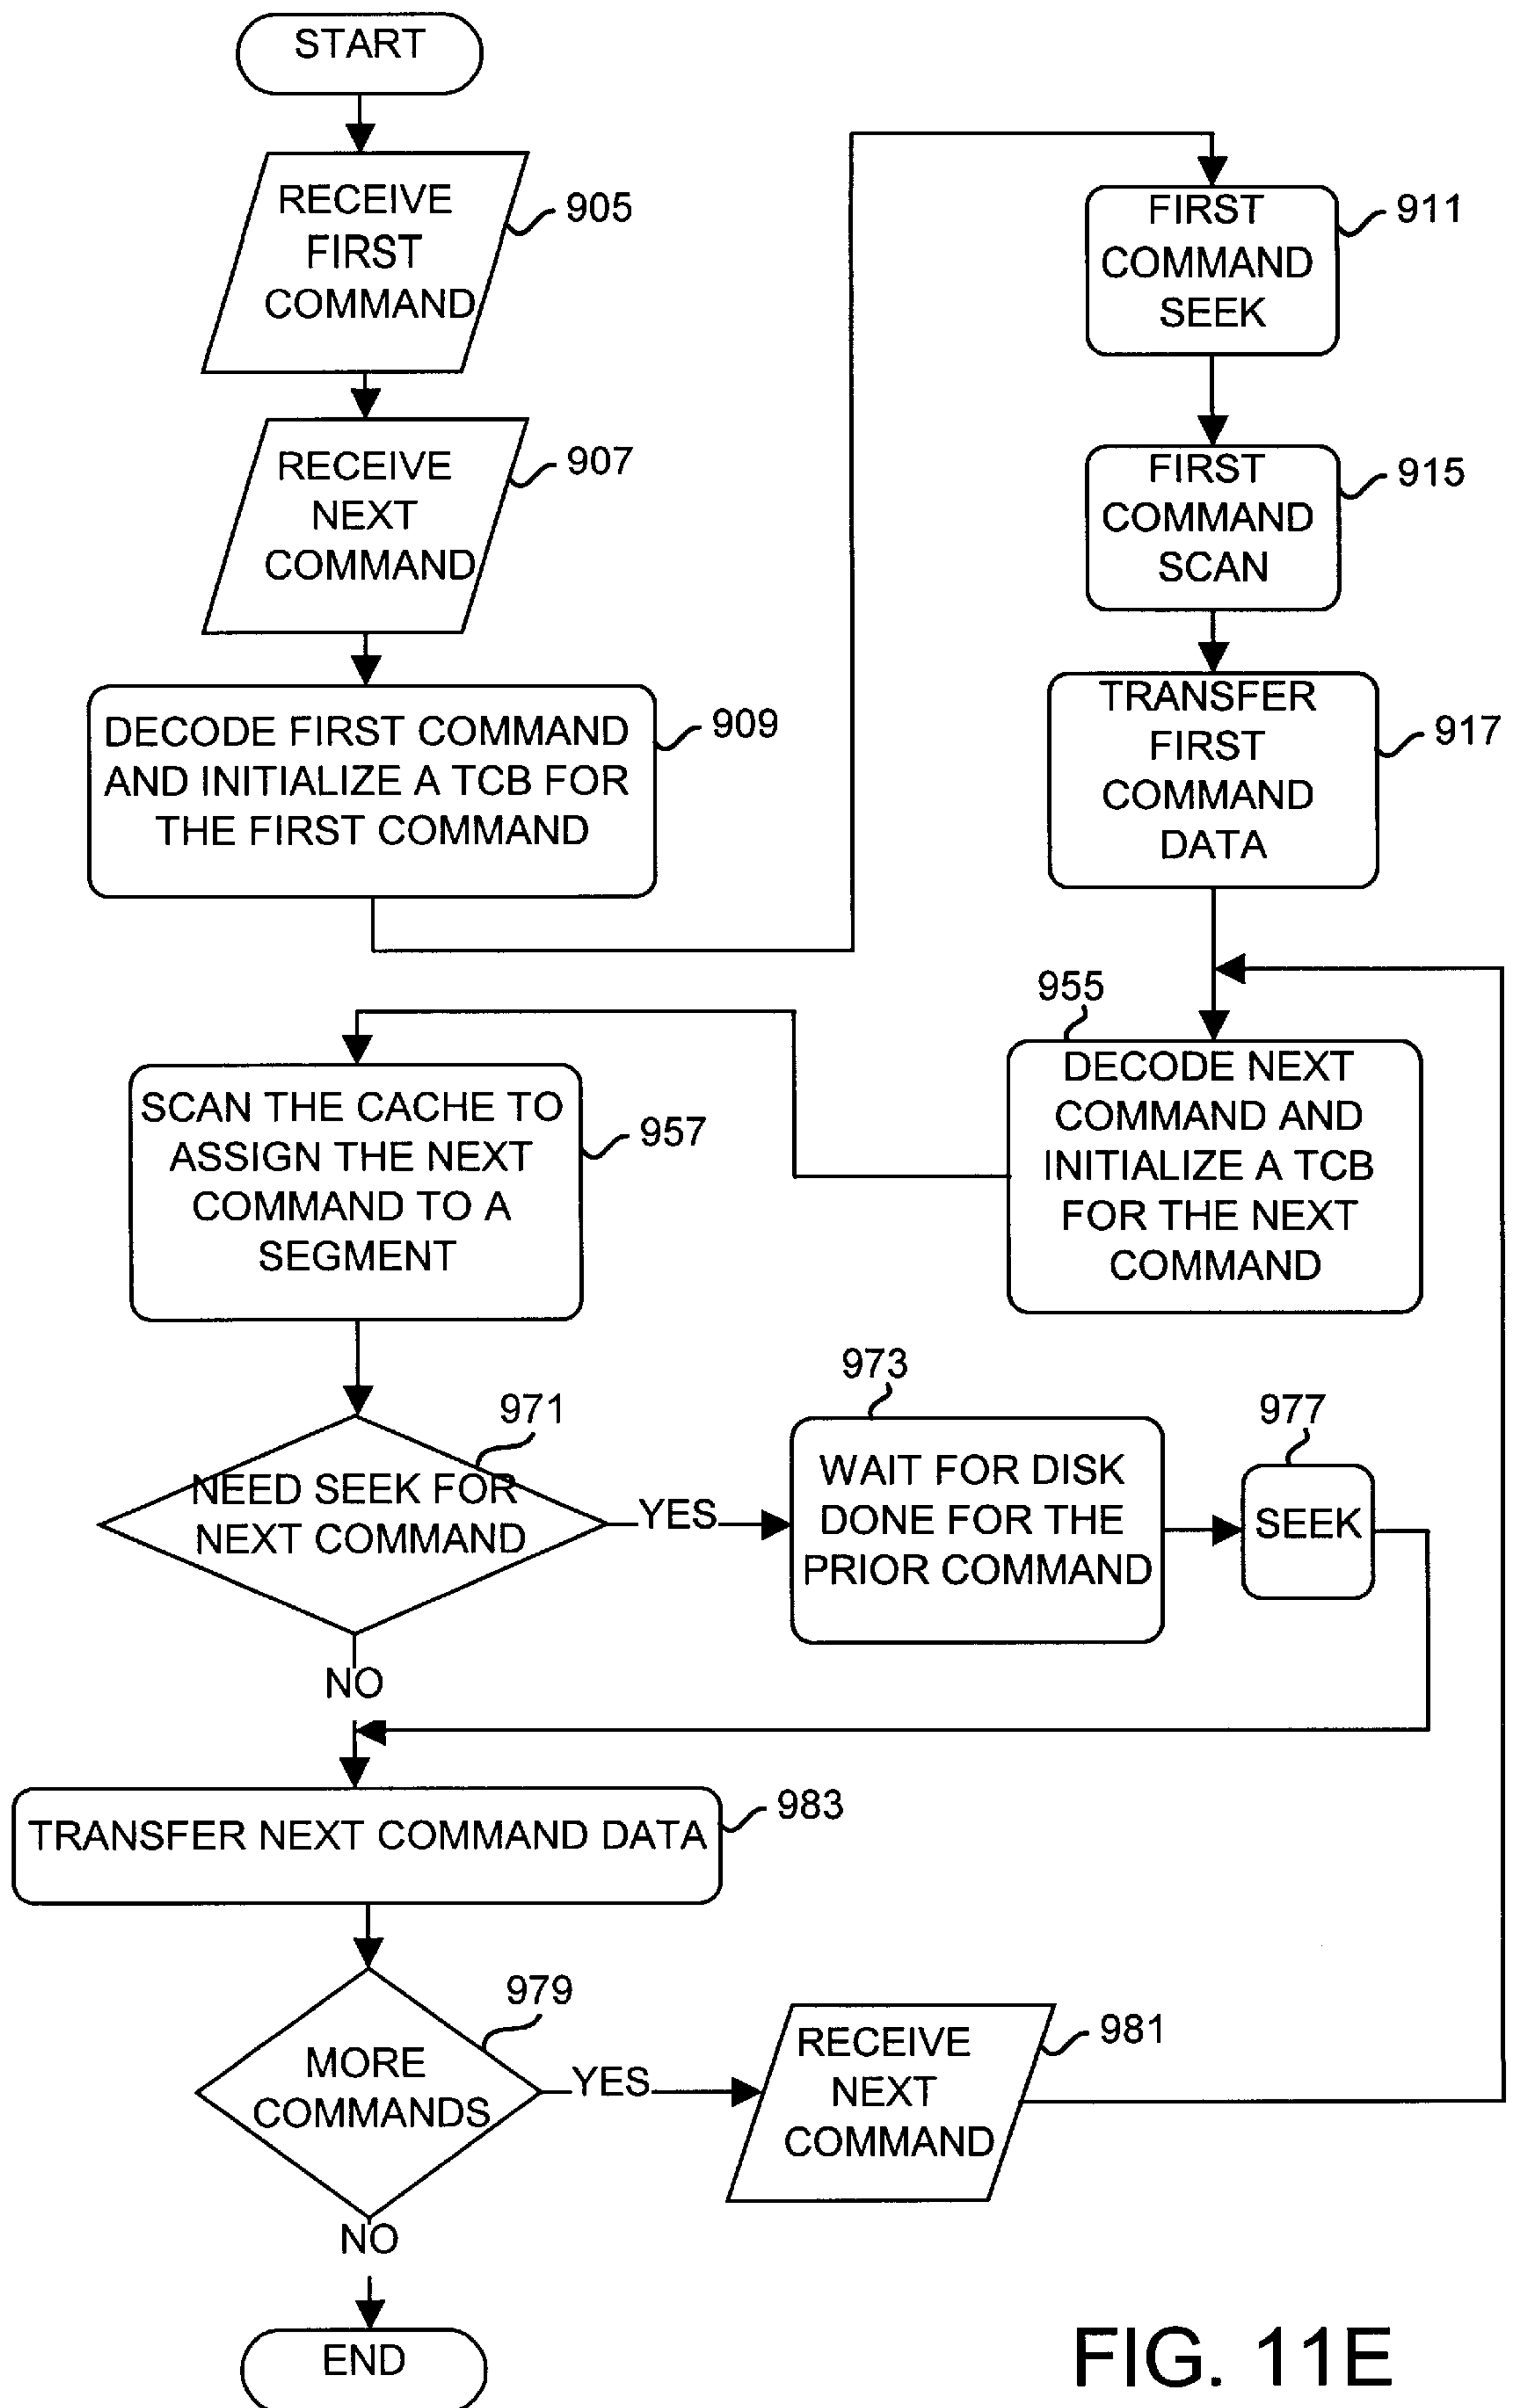 START
RECEIVE
FIRST
COMMAND
905
RECEIVE
NEXT
COMMAND
907
DECODE FIRST COMMAND
AND INITIALIZE A TCB FOR
THE FIRST COMMAND
909
FIRST
COMMAND
SEEK
911
FIRST
COMMAND
SCAN
915
TRANSFER
FIRST
COMMAND
DATA
917
955
DECODE NEXT
COMMAND AND
INITIALIZE A TCB
FOR THE NEXT
COMMAND
SCAN THE CACHE TO
ASSIGN THE NEXT
COMMAND TO A
SEGMENT
957
971
NEED SEEK FOR
NEXT COMMAND
YES
973
WAIT FOR DISK
DONE FOR THE
PRIOR COMMAND
977
SEEK
NO
TRANSFER NEXT COMMAND DATA
983
979
MORE
COMMANDS
YES
RECEIVE
NEXT
COMMAND
981
NO
END
FIG. 11E